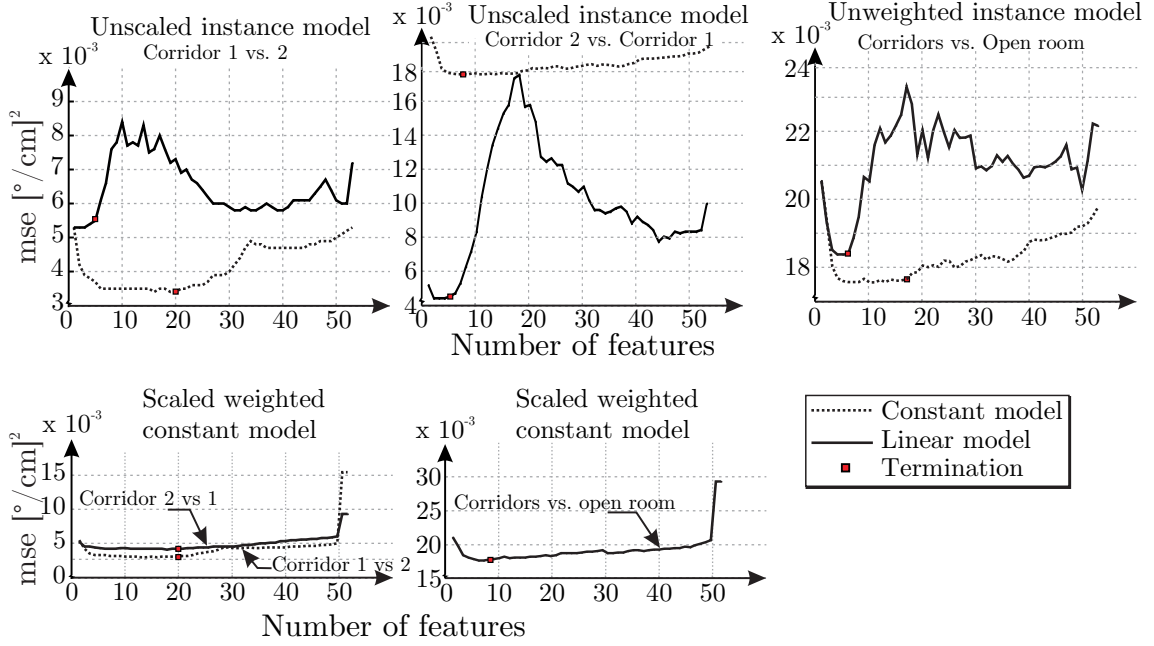 Unscaled instance model
Corridor 1 vs. 2
x 10⁻³
9
8
7
6
5
4
3
0 10 20 30 40 50
mse [°/cm]²
Unscaled instance model
Corridor 2 vs. Corridor 1
x 10⁻³
18
16
14
12
10
8
6
4
0 10 20 30 40 50
Number of features
Unweighted instance model
Corridors vs. Open room
x 10⁻³
24
22
20
18
0 10 20 30 40 50
Scaled weighted
constant model
x 10⁻³
15
10
5
0
Corridor 2 vs 1
Corridor 1 vs 2
0 10 20 30 40 50
mse [°/cm]²
Scaled weighted
constant model
x 10⁻³
30
25
20
15
Corridors vs. open room
0 10 20 30 40 50
Number of features
Constant model
Linear model
Termination